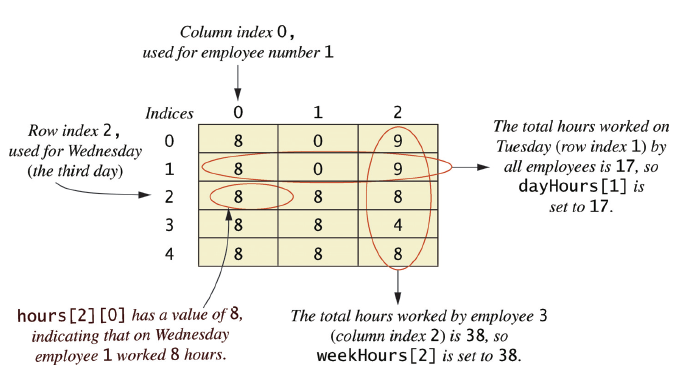 Column index 0,
used for employee number 1
Indices 0 1 2
0 8 0 9
1 8 0 9
2 8 8 8
3 8 8 4
4 8 8 8
Row index 2,
used for Wednesday
(the third day)
The total hours worked on
Tuesday (row index 1) by
all employees is 17, so
dayHours[1] is
set to 17.
hours[2][0] has a value of 8,
indicating that on Wednesday
employee 1 worked 8 hours.
The total hours worked by employee 3
(column index 2) is 38, so
weekHours[2] is set to 38.